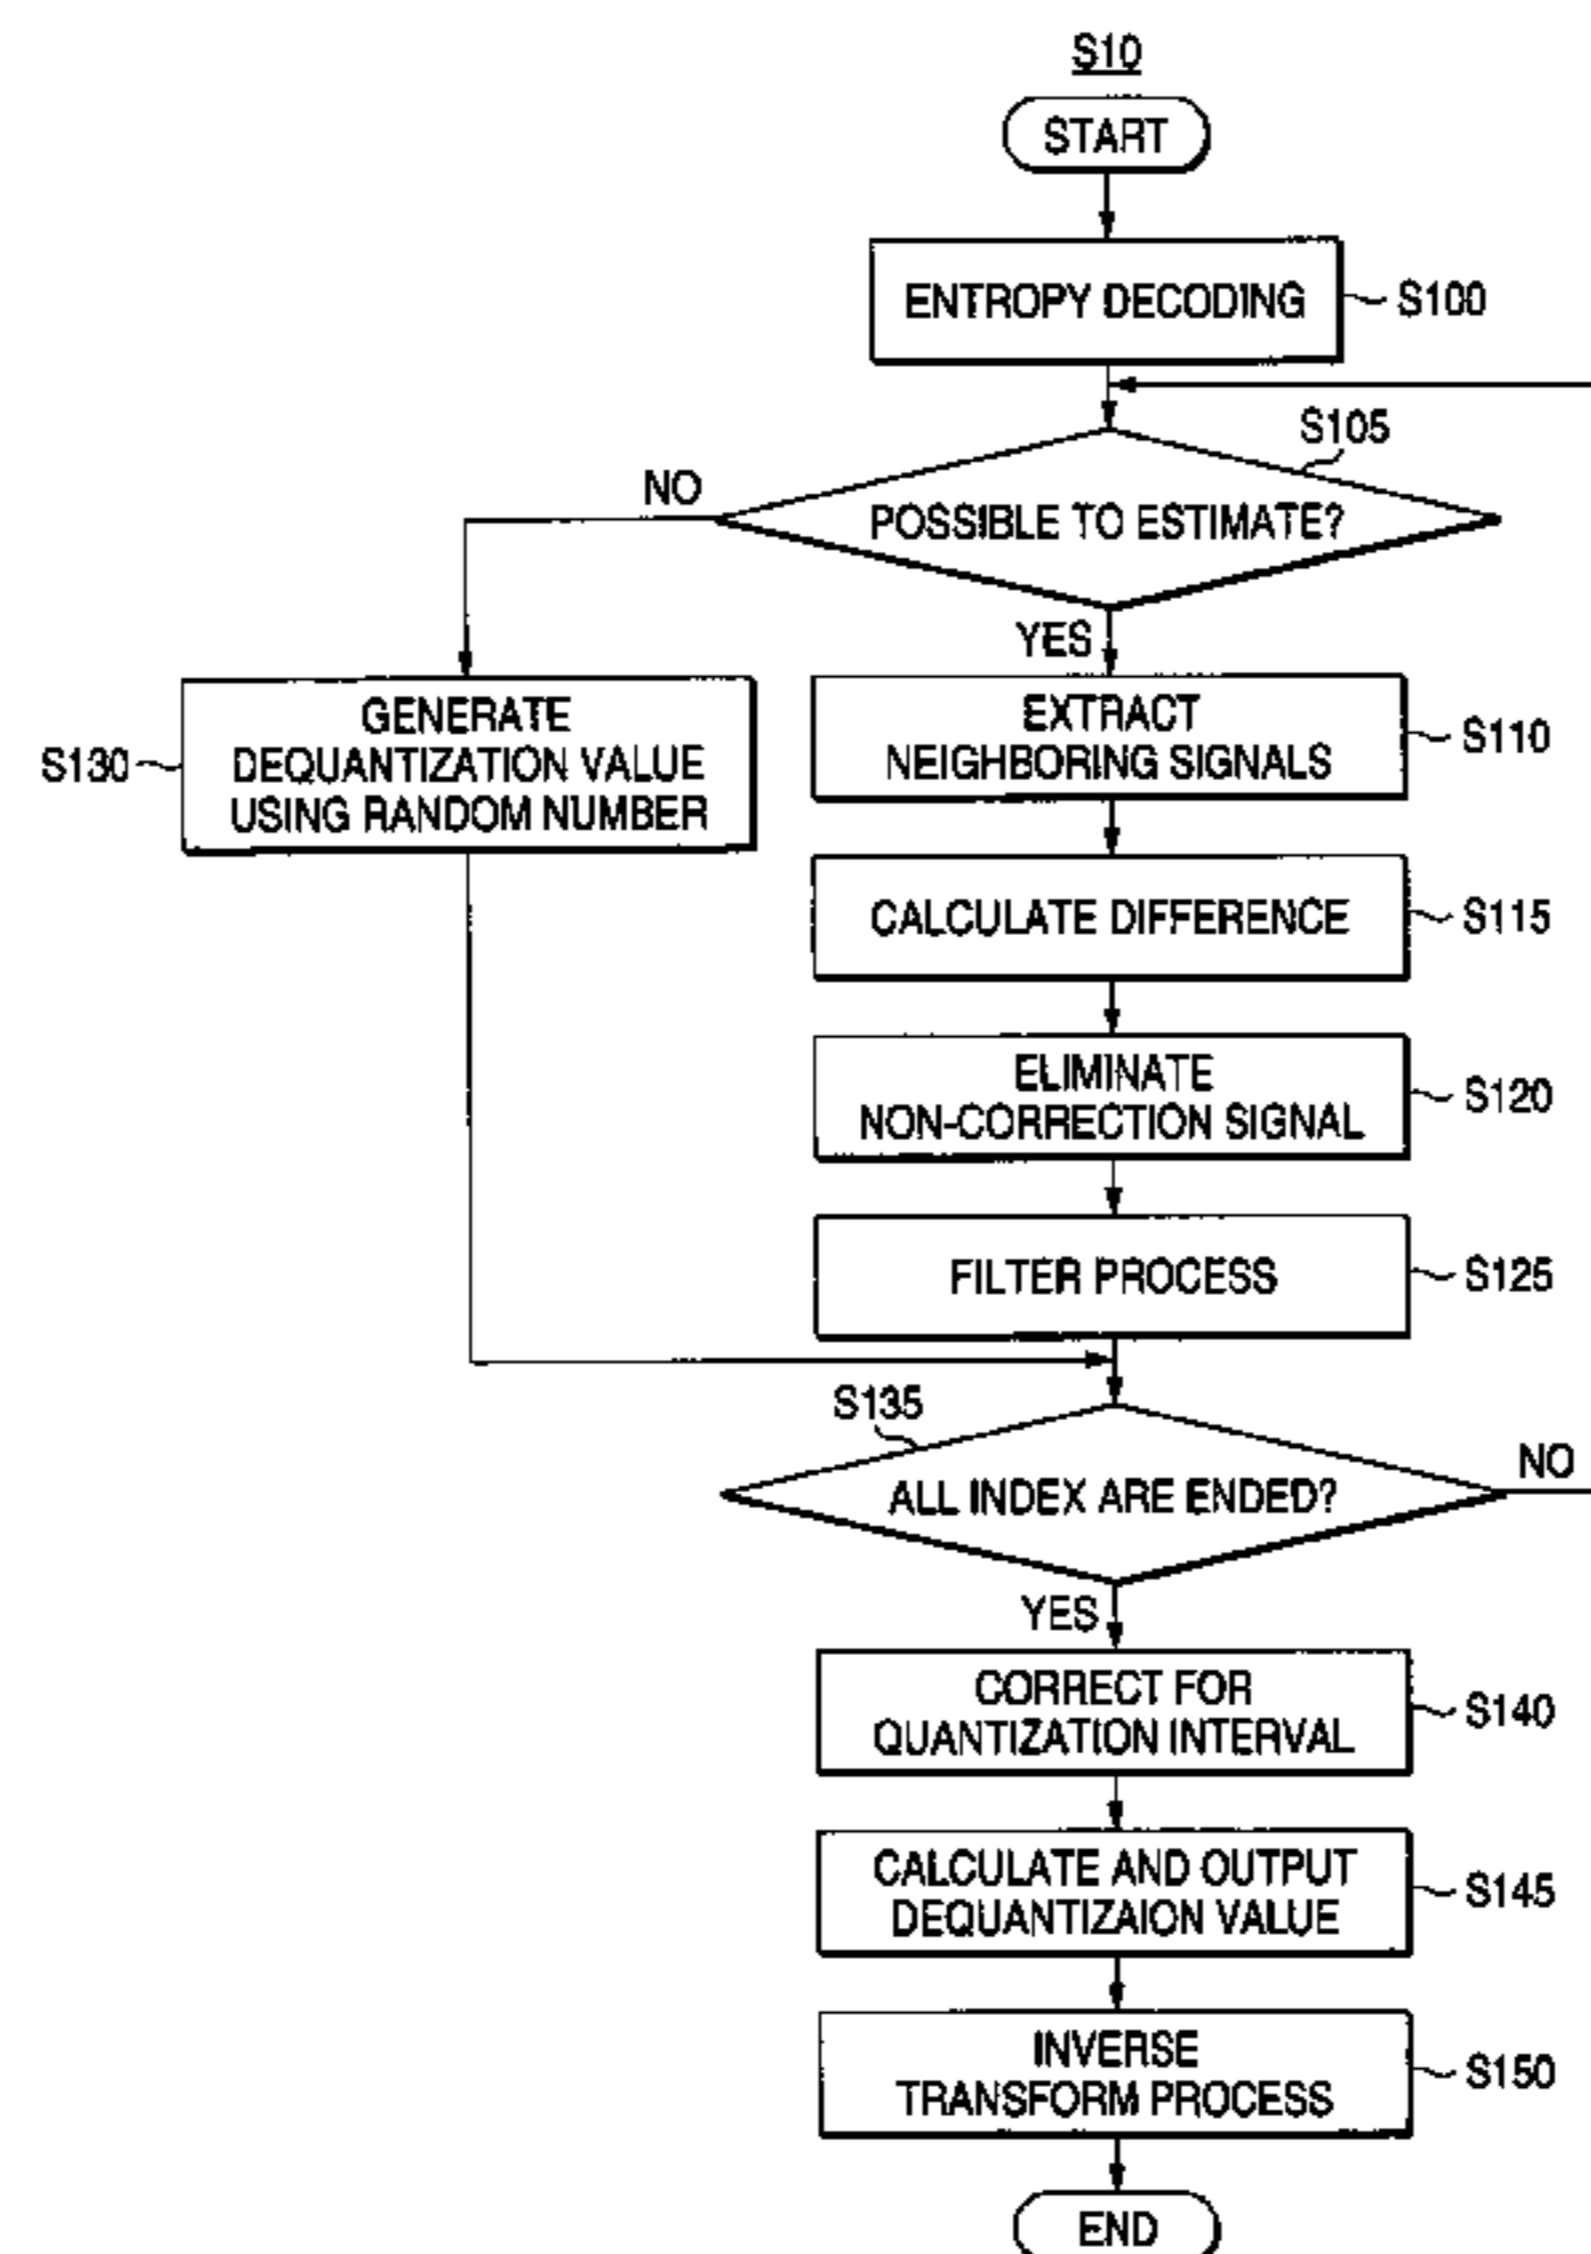 S10
START
ENTROPY DECODING
S100
S105
POSSIBLE TO ESTIMATE?
NO
YES
GENERATE
DEQUANTIZATION VALUE
USING RANDOM NUMBER
S130
EXTRACT
NEIGHBORING SIGNALS
S110
CALCULATE DIFFERENCE
S115
ELIMINATE
NON-CORRECTION SIGNAL
S120
FILTER PROCESS
S125
S135
ALL INDEX ARE ENDED?
NO
YES
CORRECT FOR
QUANTIZATION INTERVAL
S140
CALCULATE AND OUTPUT
DEQUANTIZAION VALUE
S145
INVERSE
TRANSFORM PROCESS
S150
END